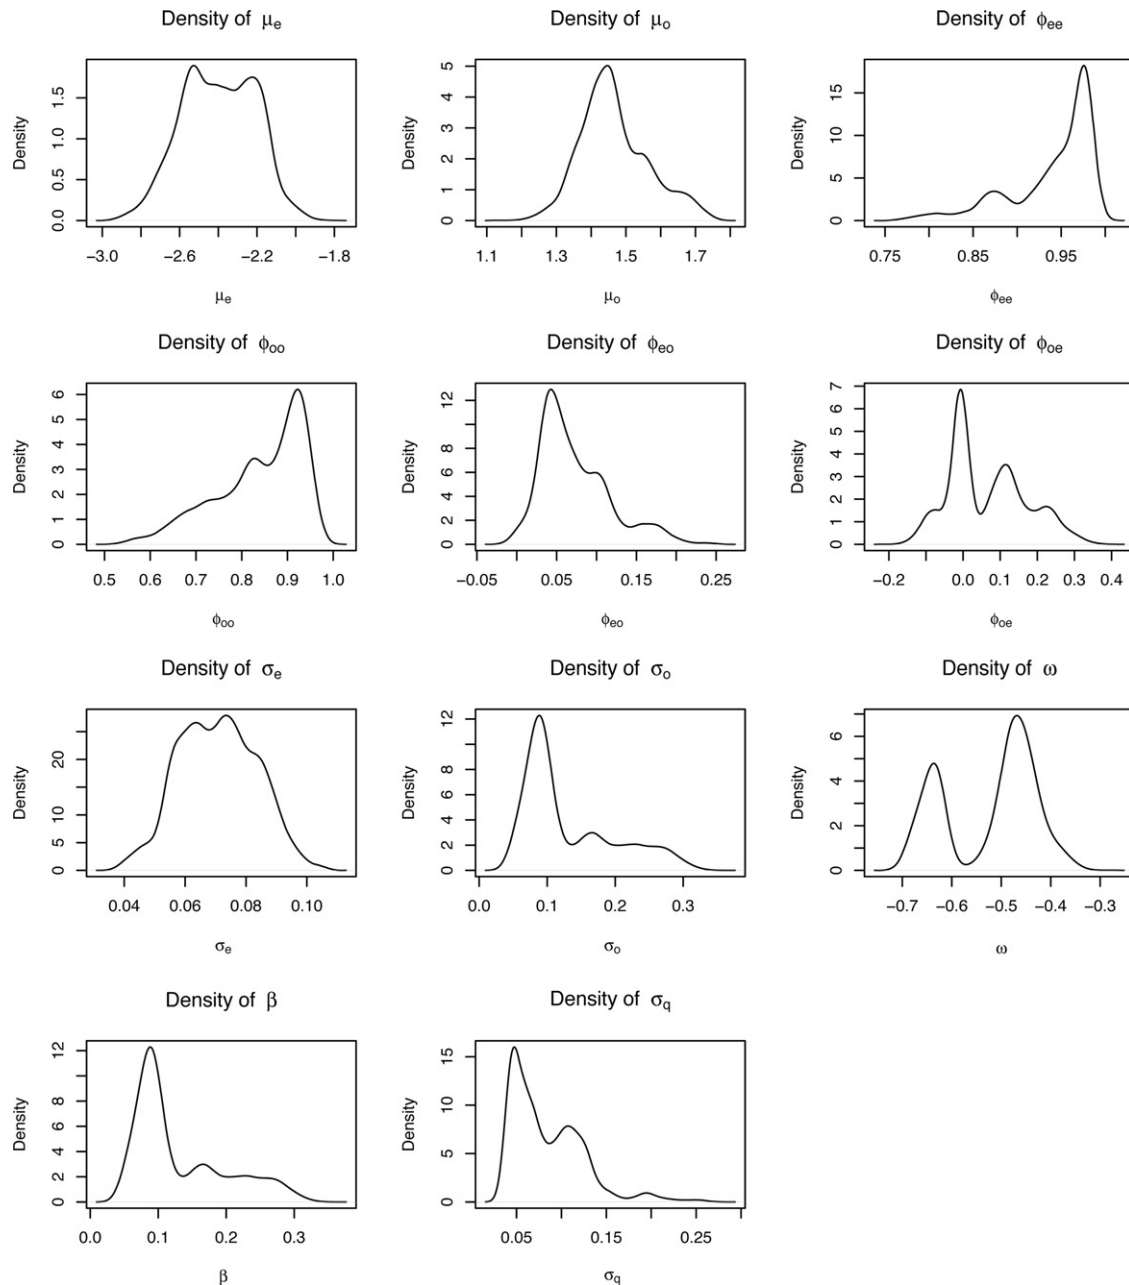 Density of μe
Density
0.0 0.5 1.0 1.5
−3.0 −2.6 −2.2 −1.8
μe
Density of μo
Density
0 1 2 3 4 5
1.1 1.3 1.5 1.7
μo
Density of ϕee
Density
0 5 10 15
0.75 0.85 0.95
ϕee
Density of ϕoo
Density
0 1 2 3 4 5 6
0.5 0.6 0.7 0.8 0.9 1.0
ϕoo
Density of ϕeo
Density
0 2 4 6 8 12
−0.05 0.05 0.15 0.25
ϕeo
Density of ϕoe
Density
0 1 2 3 4 5 6 7
−0.2 0.0 0.1 0.2 0.3 0.4
ϕoe
Density of σe
Density
0 5 10 20
0.04 0.06 0.08 0.10
σe
Density of σo
Density
0 2 4 6 8 12
0.0 0.1 0.2 0.3
σo
Density of ω
Density
0 2 4 6
−0.7 −0.6 −0.5 −0.4 −0.3
ω
Density of β
Density
0 2 4 6 8 12
0.0 0.1 0.2 0.3
β
Density of σq
Density
0 5 10 15
0.05 0.15 0.25
σq